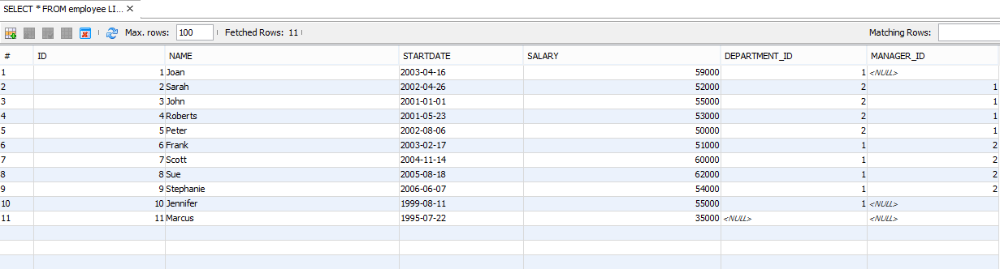 SELECT * FROM employee LI...
Max. rows: 100 Fetched Rows: 11 Matching Rows:
# ID NAME STARTDATE SALARY DEPARTMENT_ID MANAGER_ID
1 1 Joan 2003-04-16 59000 1 <NULL>
2 2 Sarah 2002-04-26 52000 2 1
3 3 John 2001-01-01 55000 2 1
4 4 Roberts 2001-05-23 53000 2 1
5 5 Peter 2002-08-06 50000 2 1
6 6 Frank 2003-02-17 51000 1 2
7 7 Scott 2004-11-14 60000 1 2
8 8 Sue 2005-08-18 62000 1 2
9 9 Stephanie 2006-06-07 54000 1 2
10 10 Jennifer 1999-08-11 55000 1 <NULL>
11 11 Marcus 1995-07-22 35000 <NULL> <NULL>